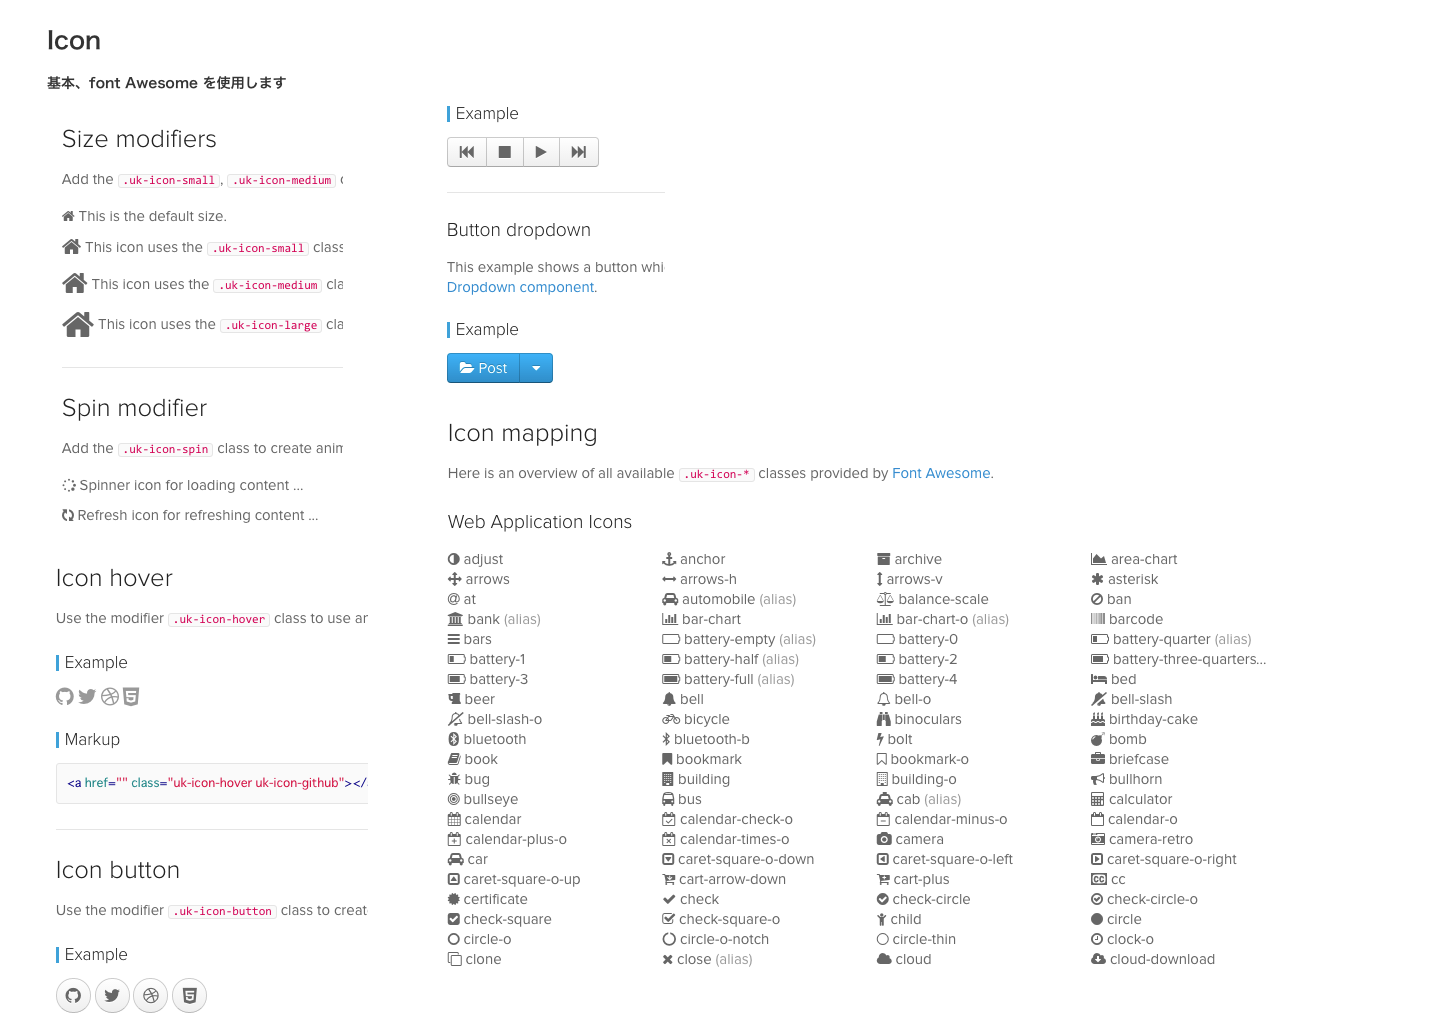 Icon
基本、font Awesome を使用します
Size modifiers
Add the .uk-icon-small, .uk-icon-medium
This is the default size.
This icon uses the .uk-icon-small class
This icon uses the .uk-icon-medium cla
This icon uses the .uk-icon-large cla
Spin modifier
Add the .uk-icon-spin class to create anim
Spinner icon for loading content ...
Refresh icon for refreshing content ...
Icon hover
Use the modifier .uk-icon-hover class to use an
Example
Markup
<a href="" class="uk-icon-hover uk-icon-github"></
Icon button
Use the modifier .uk-icon-button class to creat
Example
Example
Button dropdown
This example shows a button whi
Dropdown component.
Example
Post
Icon mapping
Here is an overview of all available .uk-icon-* classes provided by Font Awesome.
Web Application Icons
adjust anchor archive area-chart
arrows arrows-h arrows-v asterisk
at automobile (alias) balance-scale ban
bank (alias) bar-chart bar-chart-o (alias) barcode
bars battery-empty (alias) battery-0 battery-quarter (alias)
battery-1 battery-half (alias) battery-2 battery-three-quarters...
battery-3 battery-full (alias) battery-4 bed
beer bell bell-o bell-slash
bell-slash-o bicycle binoculars birthday-cake
bluetooth bluetooth-b bolt bomb
book bookmark bookmark-o briefcase
bug building building-o bullhorn
bullseye bus cab (alias) calculator
calendar calendar-check-o calendar-minus-o calendar-o
calendar-plus-o calendar-times-o camera camera-retro
car caret-square-o-down caret-square-o-left caret-square-o-right
caret-square-o-up cart-arrow-down cart-plus cc
certificate check check-circle check-circle-o
check-square check-square-o child circle
circle-o circle-o-notch circle-thin clock-o
clone close (alias) cloud cloud-download